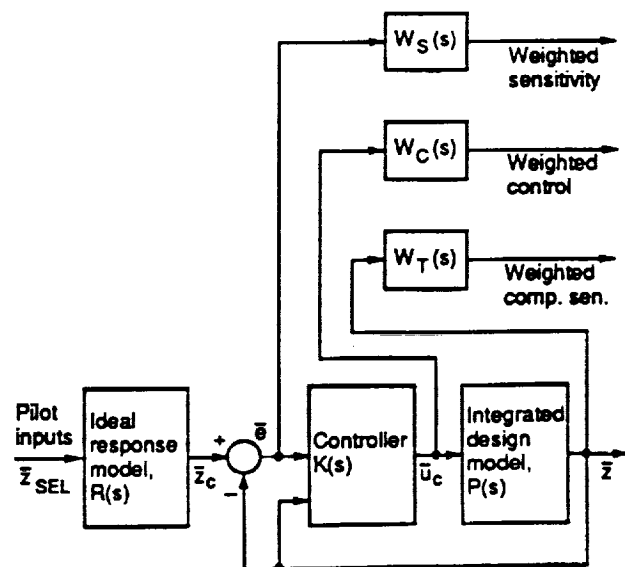 W_S(s)
Weighted
sensitivity
W_C(s)
Weighted
control
W_T(s)
Weighted
comp. sen.
Pilot
inputs
z̄_SEL
Ideal
response
model,
R(s)
+
z̄_c
−
ē
Controller
K(s)
ū_c
Integrated
design
model,
P(s)
z̄